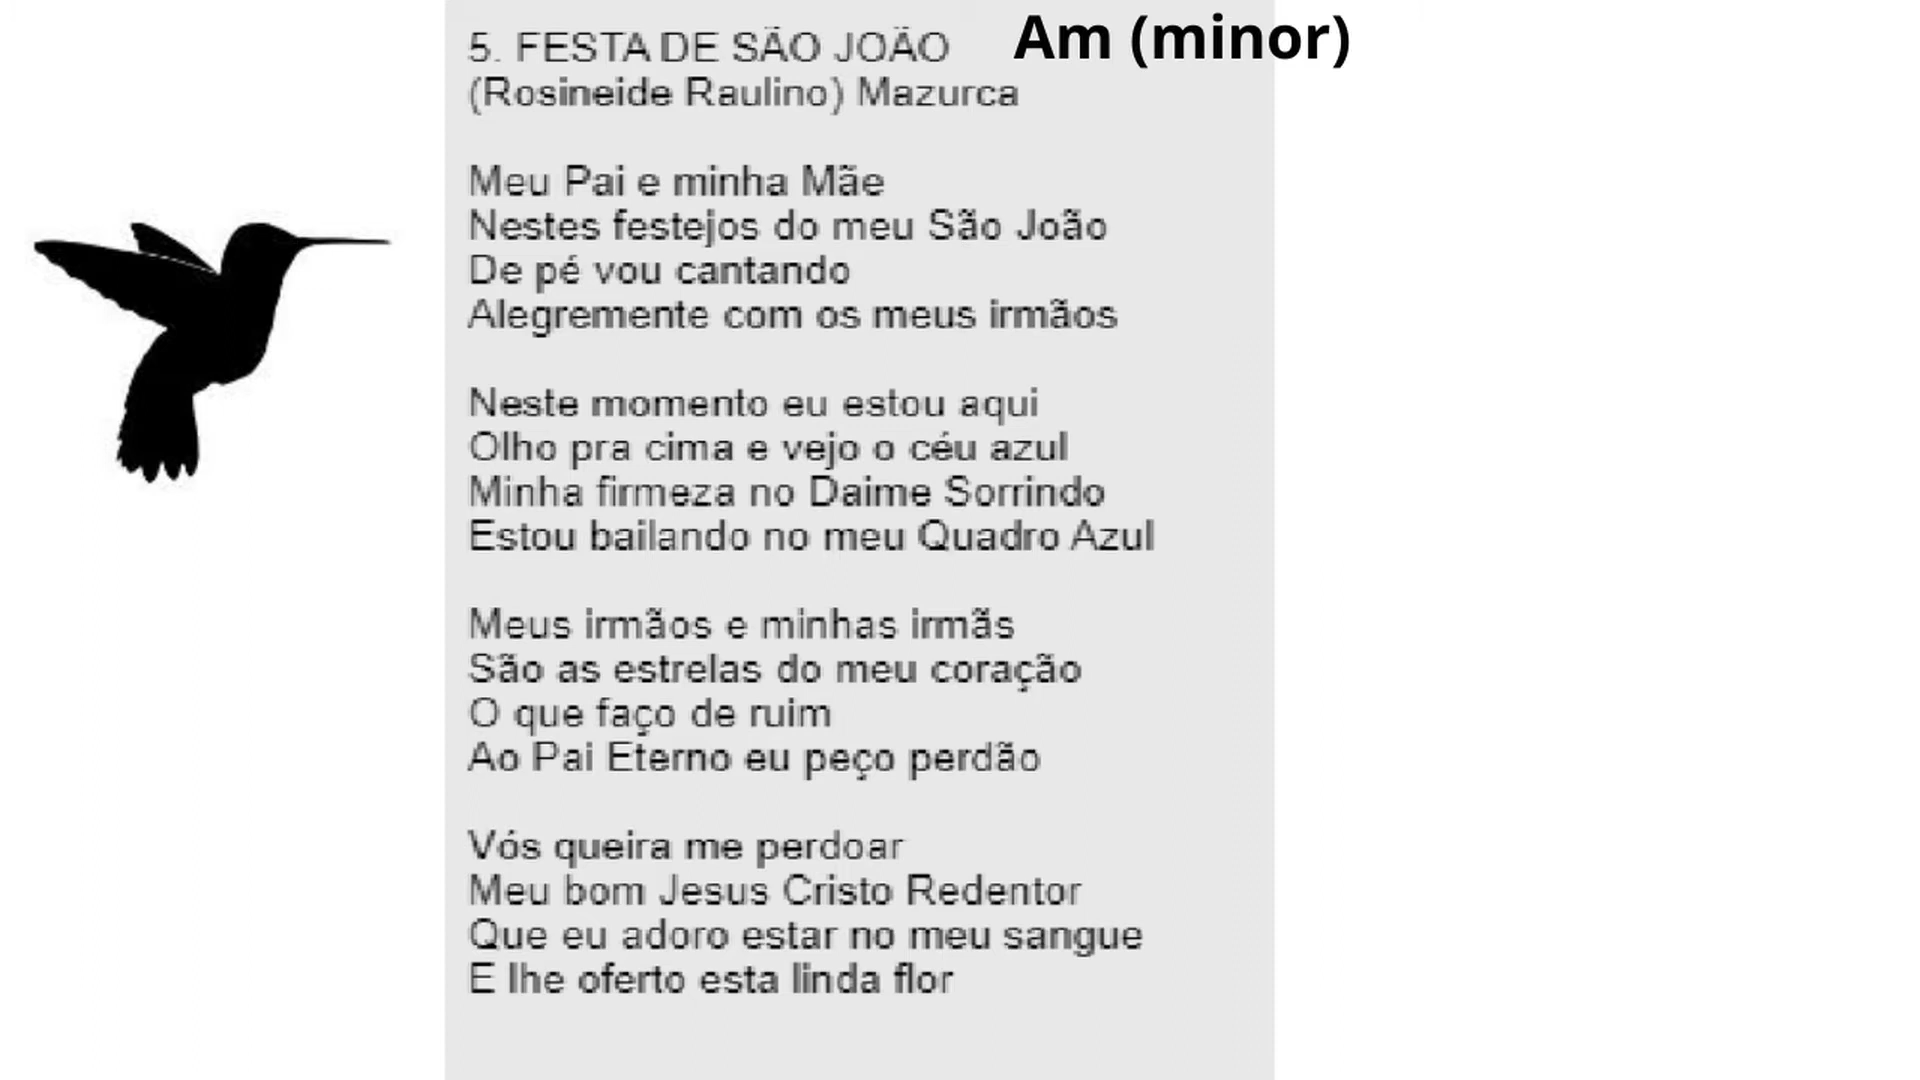 5. FESTA DE SÃO JOÃO
Am (minor)
(Rosineide Raulino) Mazurca
Meu Pai e minha Mãe
Nestes festejos do meu São João
De pé vou cantando
Alegremente com os meus irmãos
Neste momento eu estou aqui
Olho pra cima e vejo o céu azul
Minha firmeza no Daime Sorrindo
Estou bailando no meu Quadro Azul
Meus irmãos e minhas irmãs
São as estrelas do meu coração
O que faço de ruim
Ao Pai Eterno eu peço perdão
Vós queira me perdoar
Meu bom Jesus Cristo Redentor
Que eu adoro estar no meu sangue
E lhe oferto esta linda flor